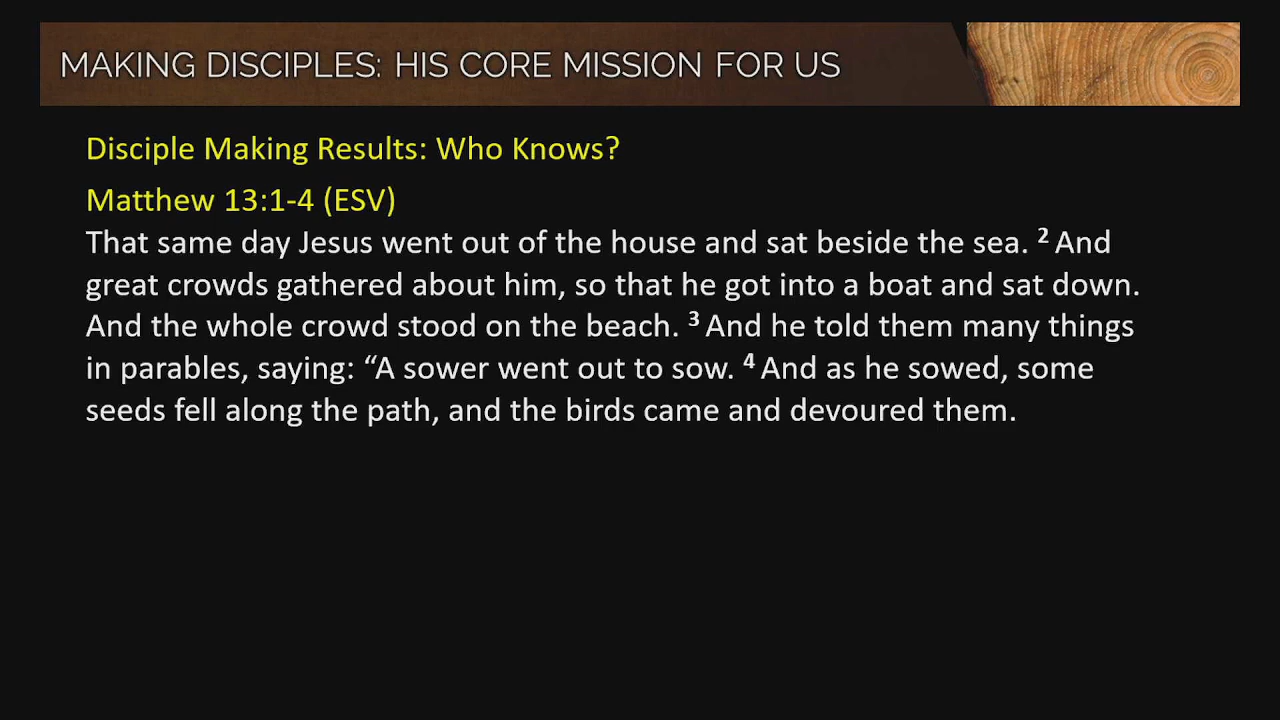 MAKING DISCIPLES: HIS CORE MISSION FOR US
Disciple Making Results: Who Knows?
Matthew 13:1-4 (ESV)
That same day Jesus went out of the house and sat beside the sea. 2 And
great crowds gathered about him, so that he got into a boat and sat down.
And the whole crowd stood on the beach. 3 And he told them many things
in parables, saying: “A sower went out to sow. 4 And as he sowed, some
seeds fell along the path, and the birds came and devoured them.